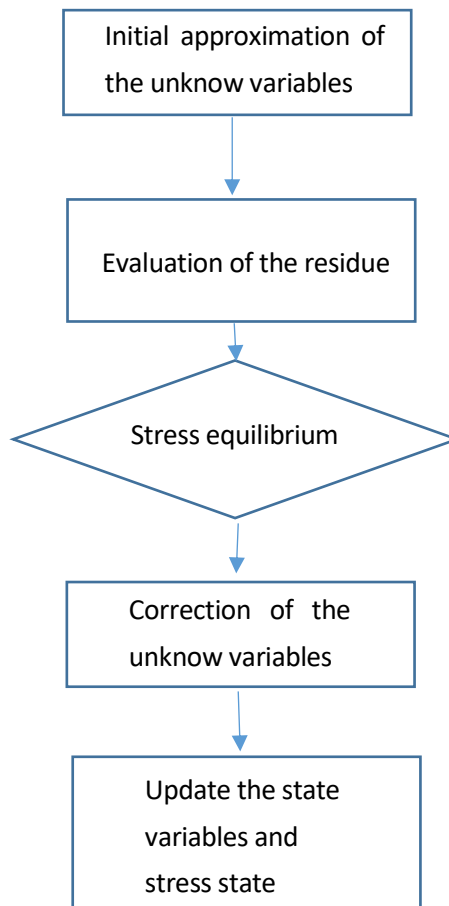 Initial approximation of
the unknow variables
Evaluation of the residue
Stress equilibrium
Correction of the
unknow variables
Update the state
variables and
stress state